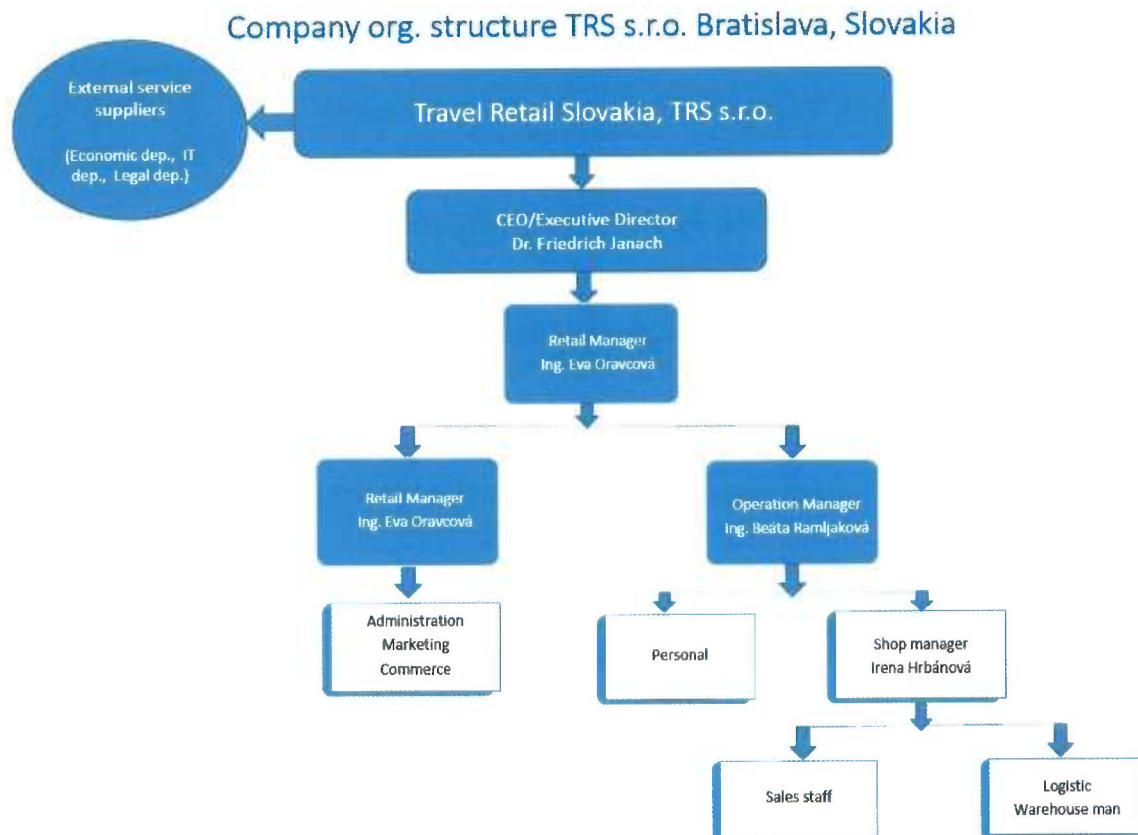 Company org. structure TRS s.r.o. Bratislava, Slovakia
External service
suppliers
(Economic dep., IT
dep., Legal dep.)
Travel Retail Slovakia, TRS s.r.o.
CEO/Executive Director
Dr. Friedrich Janach
Retail Manager
Ing. Eva Oravcová
Retail Manager
Ing. Eva Oravcová
Operation Manager
Ing. Beáta Ramljaková
Administration
Marketing
Commerce
Personal
Shop manager
Irena Hrbánová
Sales staff
Logistic
Warehouse man